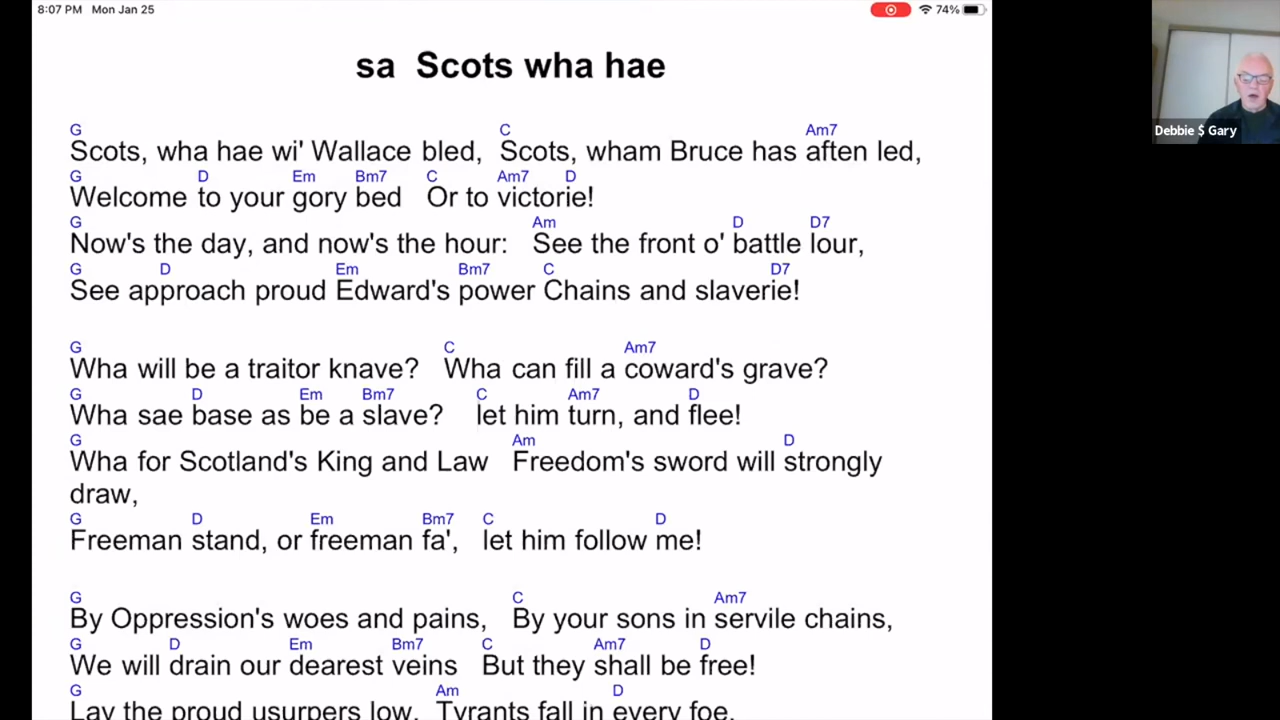 8:07 PM Mon Jan 25
74%
sa Scots wha hae
G C Am7
Scots, wha hae wi' Wallace bled, Scots, wham Bruce has aften led,
G D Em Bm7 C Am7 D
Welcome to your gory bed Or to victorie!
G Am D D7
Now's the day, and now's the hour: See the front o' battle lour,
G D Em Bm7 C D7
See approach proud Edward's power Chains and slaverie!
G C Am7
Wha will be a traitor knave? Wha can fill a coward's grave?
G D Em Bm7 C Am7 D
Wha sae base as be a slave? let him turn, and flee!
G Am D
Wha for Scotland's King and Law Freedom's sword will strongly
draw,
G D Em Bm7 C D
Freeman stand, or freeman fa', let him follow me!
G C Am7
By Oppression's woes and pains, By your sons in servile chains,
G D Em Bm7 C Am7 D
We will drain our dearest veins But they shall be free!
G Am D
Lay the proud usurpers low, Tyrants fall in every foe,
Debbie $ Gary